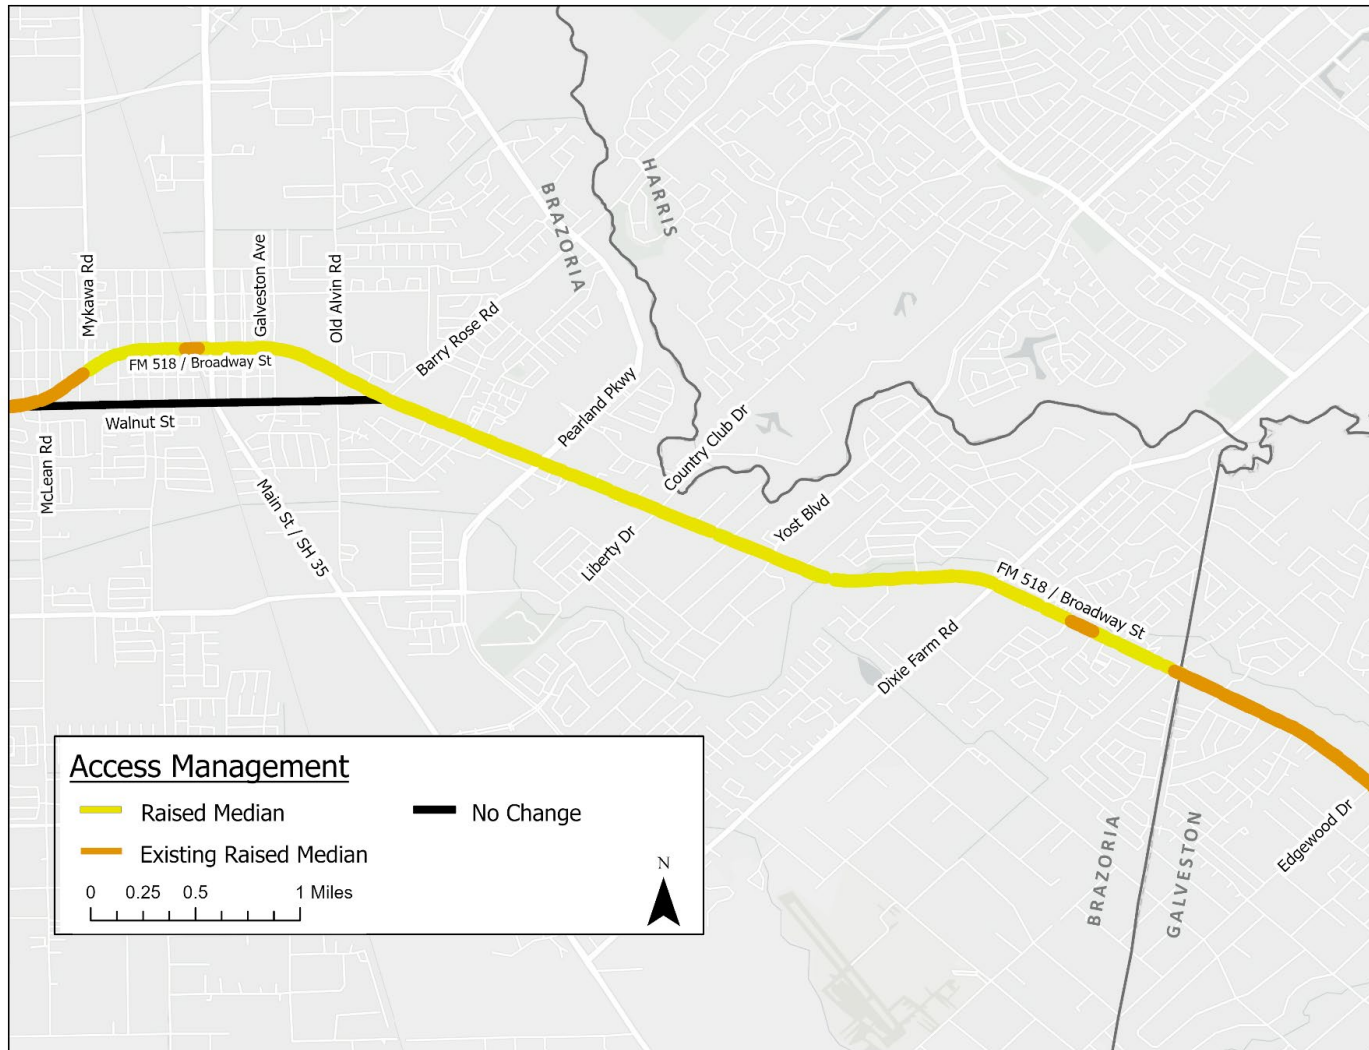 HARRIS
BRAZORIA
Mykawa Rd
Galveston Ave
Old Alvin Rd
Barry Rose Rd
FM 518 / Broadway St
Walnut St
McLean Rd
Main St / SH 35
Pearland Pkwy
Country Club Dr
Liberty Dr
Yost Blvd
FM 518 / Broadway St
Dixie Farm Rd
Edgewood Dr
BRAZORIA
GALVESTON
Access Management
Raised Median
No Change
Existing Raised Median
0 0.25 0.5 1 Miles
N